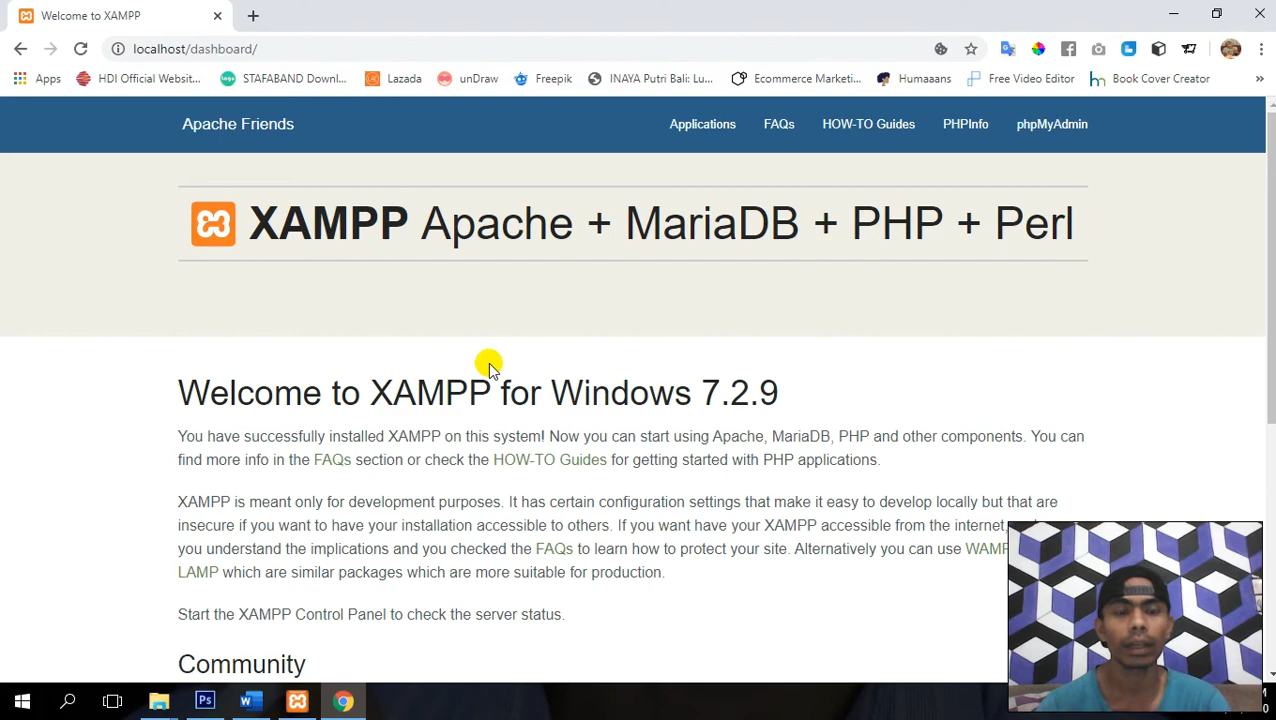 Welcome to XAMPP
localhost/dashboard/
Apps HDI Official Websit... STAFABAND Downl... Lazada unDraw Freepik INAYA Putri Bali: Lu... Ecommerce Marketi... Humaaans Free Video Editor Book Cover Creator »
Apache Friends Applications FAQs HOW-TO Guides PHPInfo phpMyAdmin
XAMPP Apache + MariaDB + PHP + Perl
Welcome to XAMPP for Windows 7.2.9
You have successfully installed XAMPP on this system! Now you can start using Apache, MariaDB, PHP and other components. You can
find more info in the FAQs section or check the HOW-TO Guides for getting started with PHP applications.
XAMPP is meant only for development purposes. It has certain configuration settings that make it easy to develop locally but that are
insecure if you want to have your installation accessible to others. If you want have your XAMPP accessible from the internet,
you understand the implications and you checked the FAQs to learn how to protect your site. Alternatively you can use WAMP
LAMP which are similar packages which are more suitable for production.
Start the XAMPP Control Panel to check the server status.
Community
Ps